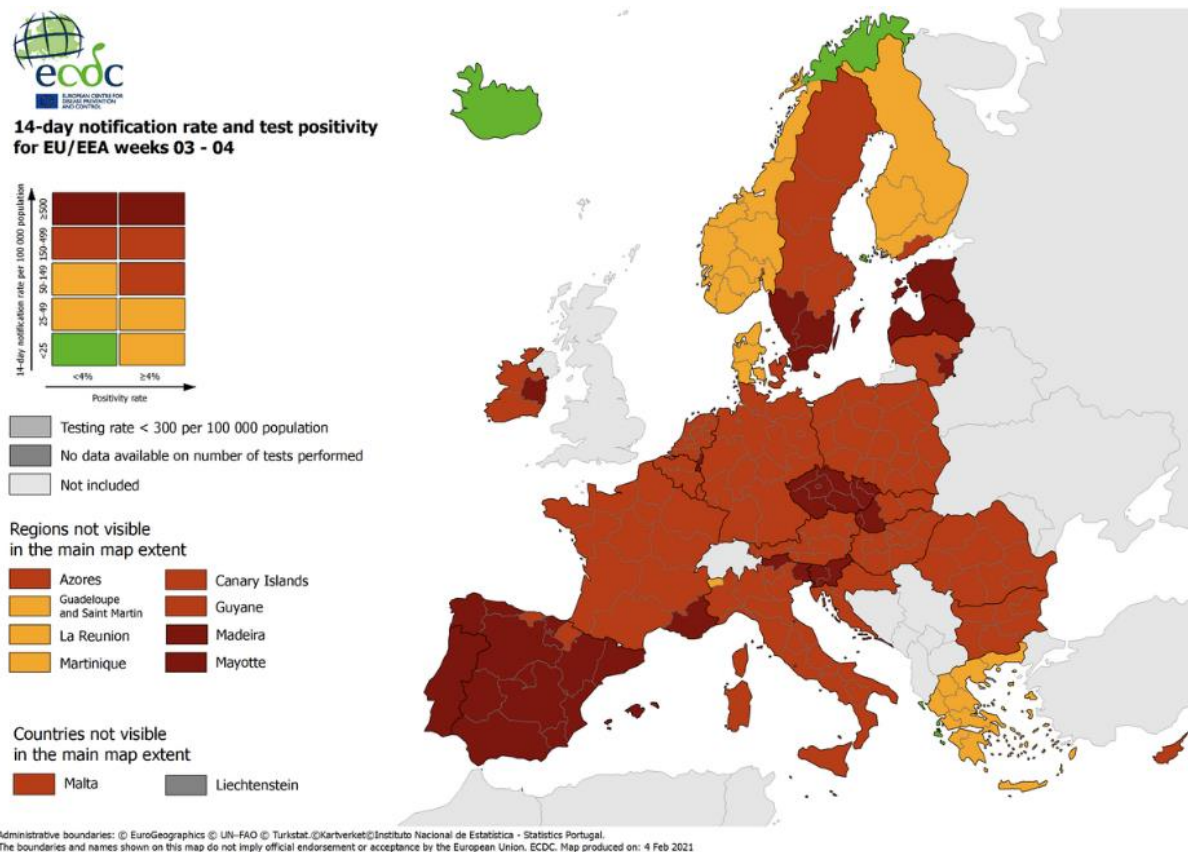 ecdc
EUROPEAN CENTRE FOR
DISEASE PREVENTION
AND CONTROL
14-day notification rate and test positivity
for EU/EEA weeks 03 - 04
14-day notification rate per 100 000 population
≥500
150-499
50-149
25-49
<25
<4%
≥4%
Positivity rate
Testing rate < 300 per 100 000 population
No data available on number of tests performed
Not included
Regions not visible
in the main map extent
Azores
Canary Islands
Guadeloupe
and Saint Martin
Guyane
La Reunion
Madeira
Martinique
Mayotte
Countries not visible
in the main map extent
Malta
Liechtenstein
Administrative boundaries: © EuroGeographics © UN-FAO © Turkstat.©Kartverket©Instituto Nacional de Estatística - Statistics Portugal.
The boundaries and names shown on this map do not imply official endorsement or acceptance by the European Union. ECDC. Map produced on: 4 Feb 2021